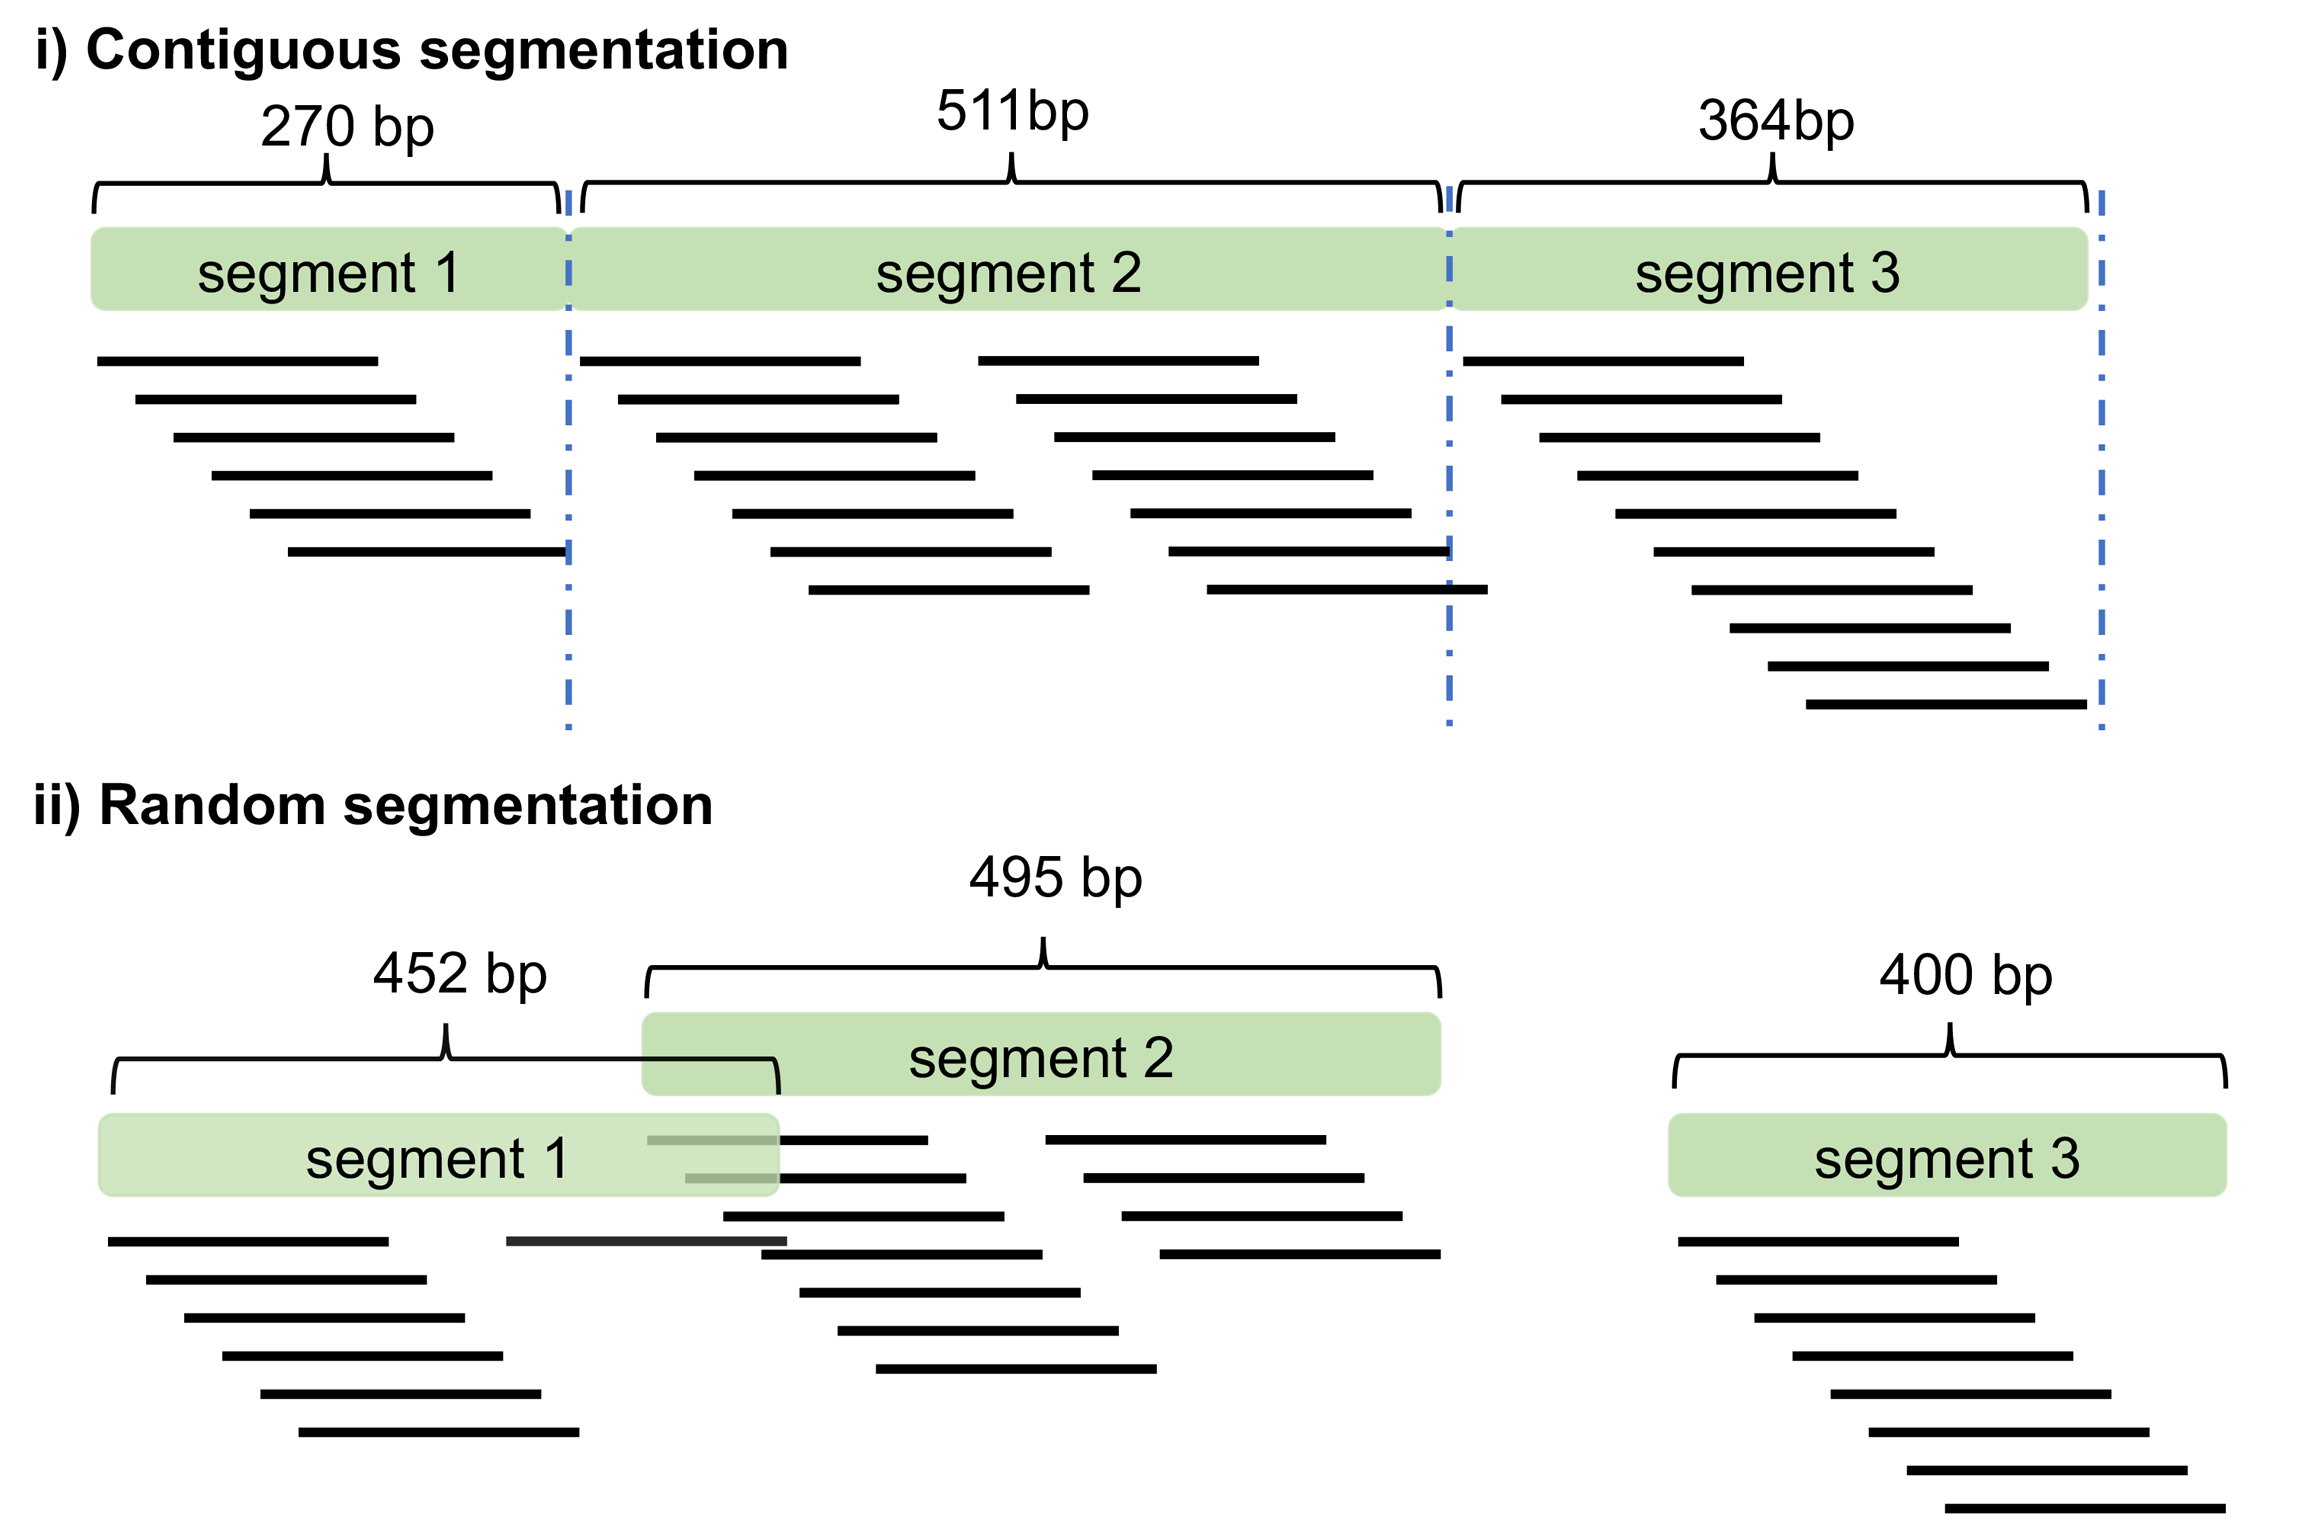 i) Contiguous segmentation
270 bp
511bp
364bp
segment 1
segment 2
segment 3
ii) Random segmentation
495 bp
452 bp
400 bp
segment 2
segment 1
segment 3